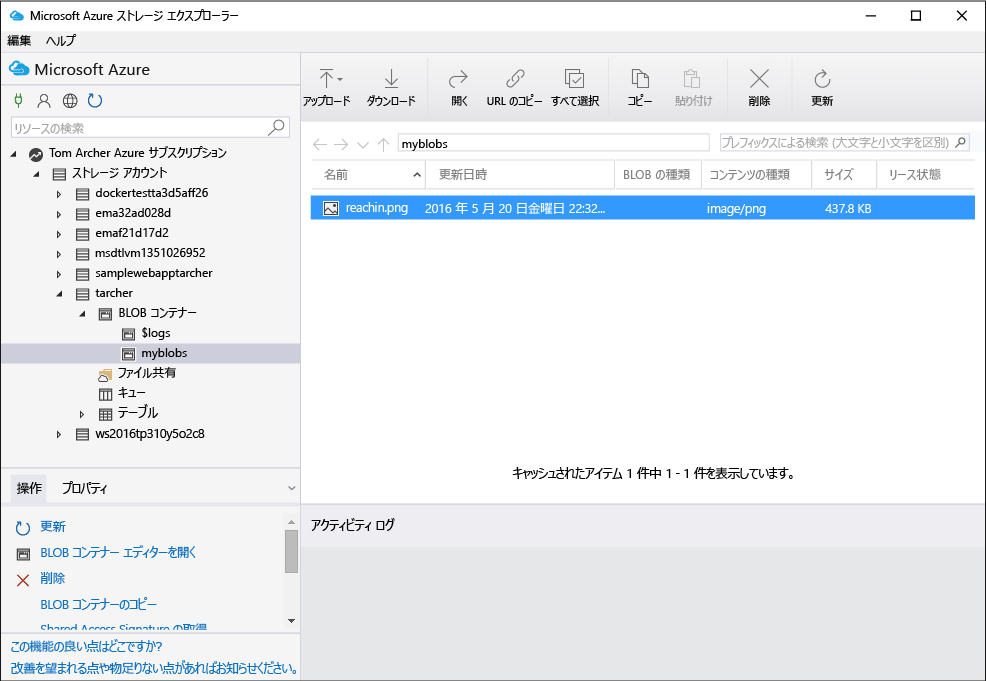 Microsoft Azure ストレージ エクスプローラー
編集 ヘルプ
Microsoft Azure
リソースの検索
Tom Archer Azure サブスクリプション
ストレージ アカウント
dockertestta3d5aff26
ema32ad028d
emaf21d17d2
msdtlvm1351026952
samplewebapptarcher
tarcher
BLOB コンテナー
$logs
myblobs
ファイル共有
キュー
テーブル
ws2016tp310y5o2c8
操作 プロパティ
更新
BLOB コンテナー エディターを開く
削除
BLOB コンテナーのコピー
Shared Access Signature の取得
この機能の良い点はどこですか?
改善を望まれる点や物足りない点があればお知らせください。
アップロード ダウンロード 開く URL のコピー すべて選択 コピー 貼り付け 削除 更新
myblobs プレフィックスによる検索 (大文字と小文字を区別)
名前 更新日時 BLOB の種類 コンテンツの種類 サイズ リース状態
reachin.png 2016 年 5 月 20 日金曜日 22:32... image/png 437.8 KB
キャッシュされたアイテム 1 件中 1 - 1 件を表示しています。
アクティビティ ログ